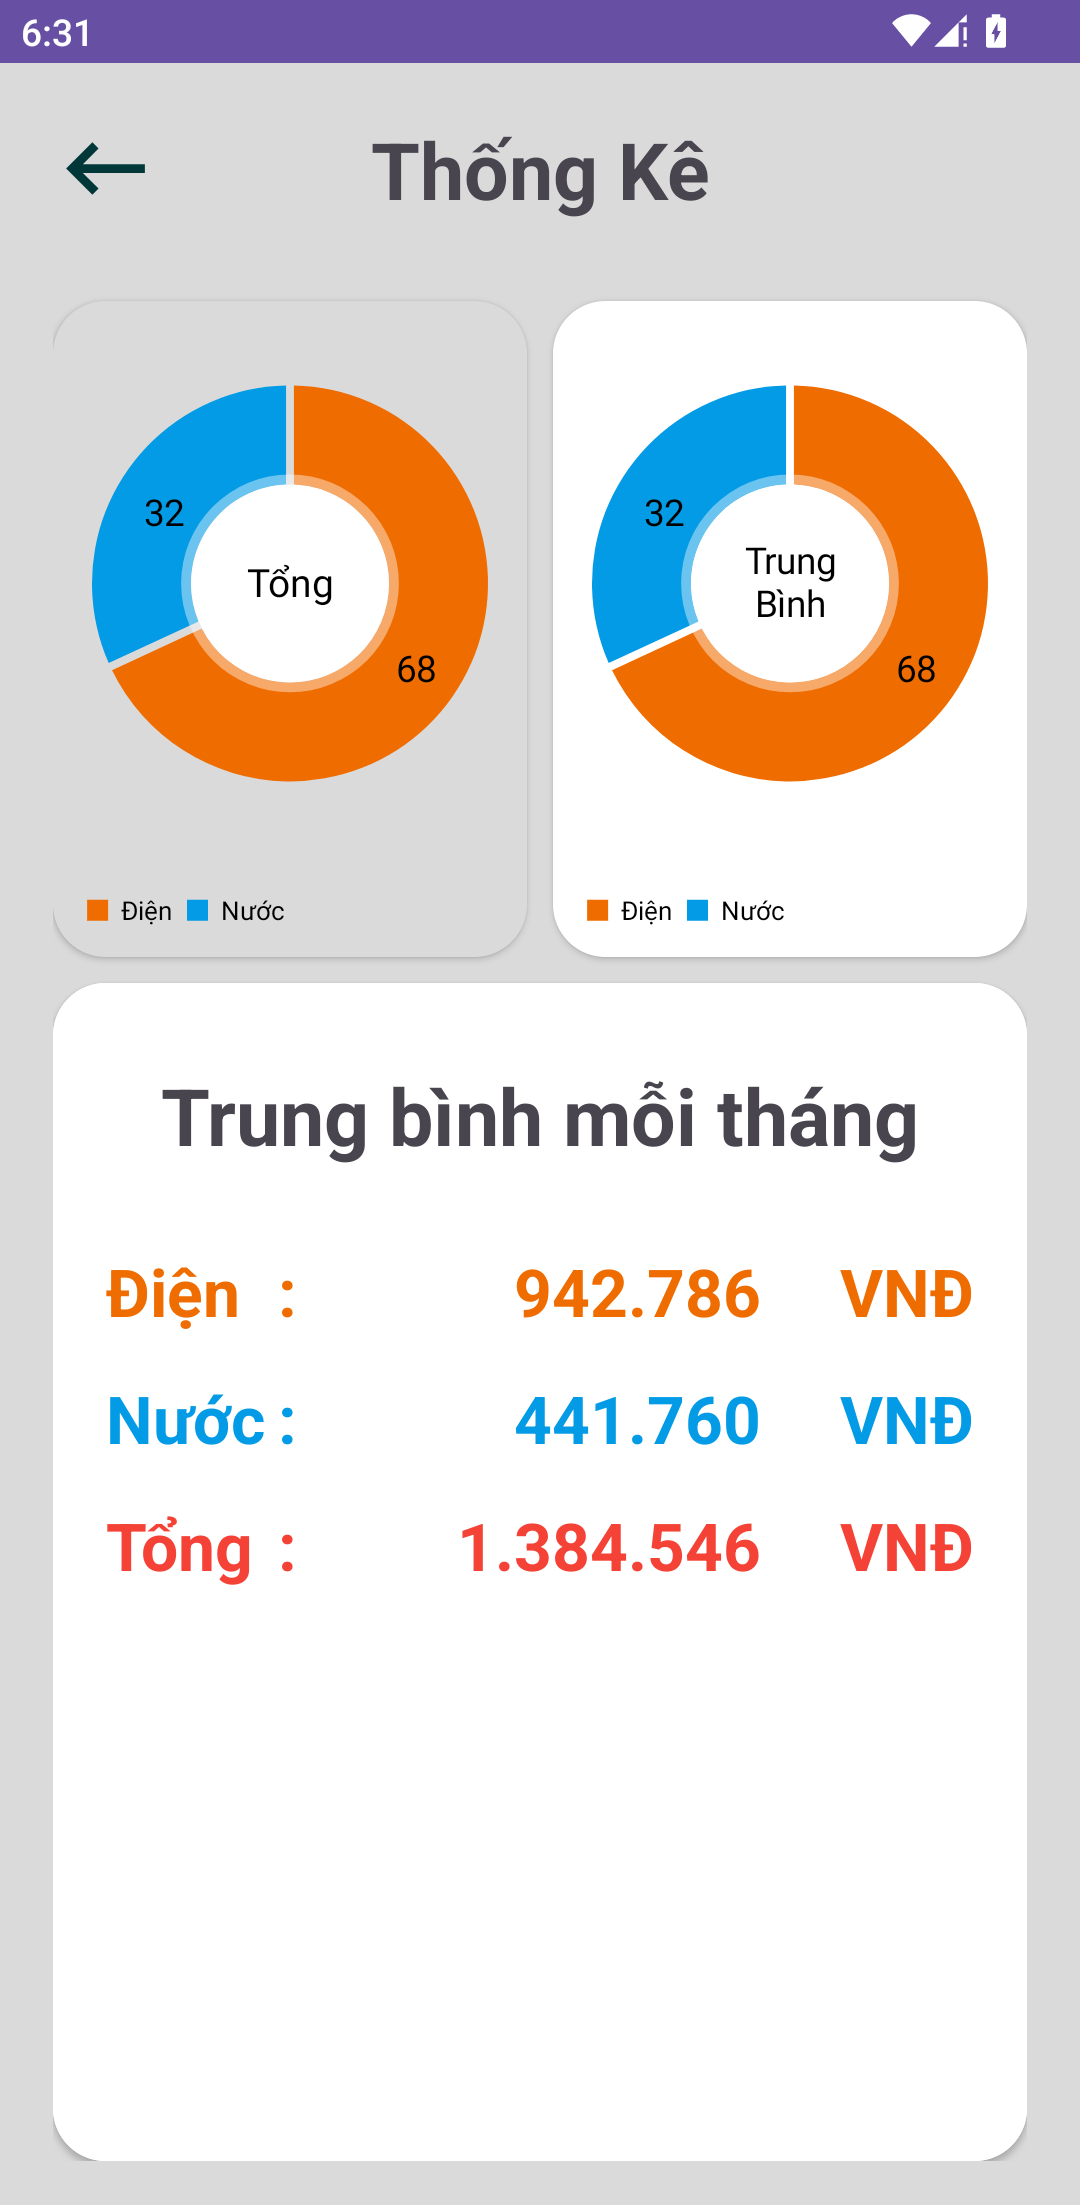 6:31
Thống Kê
32
Tổng
68
Điện Nước
32
Trung
Bình
68
Điện Nước
Trung bình mỗi tháng
Điện : 942.786 VNĐ
Nước : 441.760 VNĐ
Tổng : 1.384.546 VNĐ